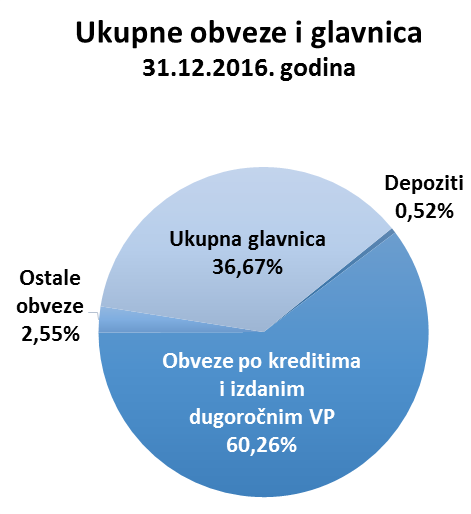 Ukupne obveze i glavnica
31.12.2016. godina
Depoziti
0,52%
Ukupna glavnica
36,67%
Ostale
obveze
2,55%
Obveze po kreditima
i izdanim
dugoročnim VP
60,26%